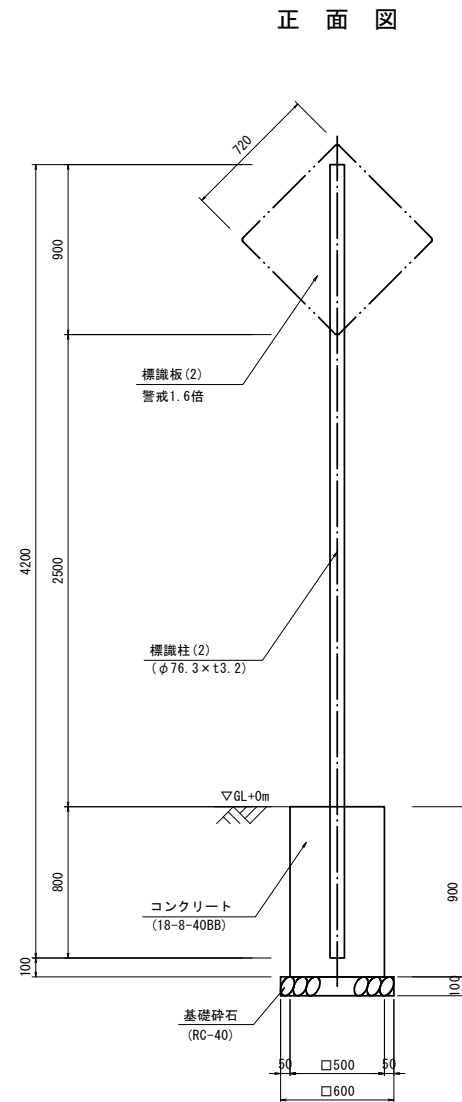 正面図
720
900
標識板(2)
警戒1.6倍
4200
2500
標識柱(2)
(φ76.3×t3.2)
▽GL+0m
800
900
コンクリート
(18-8-40BB)
100
100
基礎砕石
(RC-40)
50
□500
50
□600